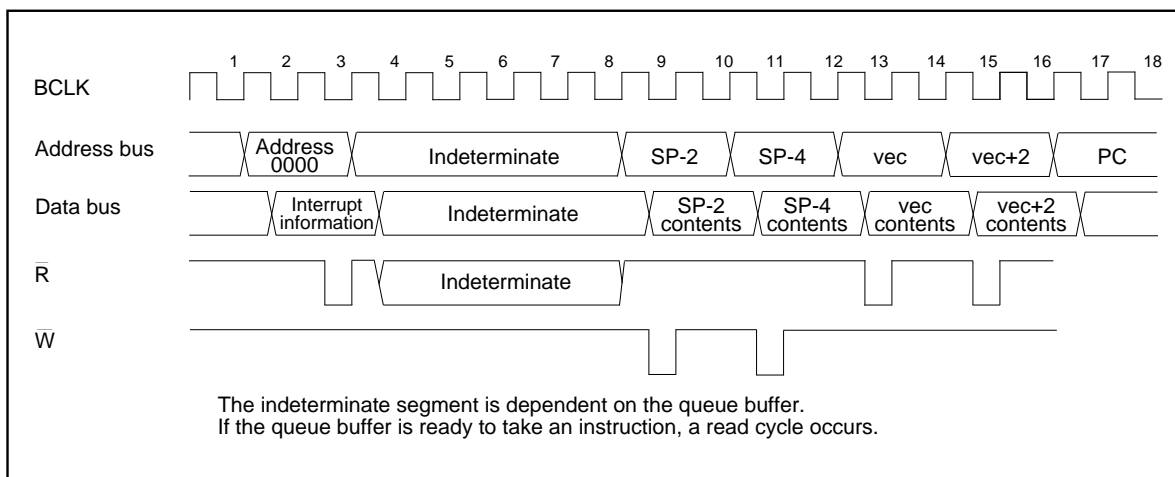 1 2 3 4 5 6 7 8 9 10 11 12 13 14 15 16 17 18
BCLK
Address bus
Address
0000
Indeterminate
SP-2
SP-4
vec
vec+2
PC
Data bus
Interrupt
information
Indeterminate
SP-2
contents
SP-4
contents
vec
contents
vec+2
contents
R̅
Indeterminate
W̅
The indeterminate segment is dependent on the queue buffer.
If the queue buffer is ready to take an instruction, a read cycle occurs.